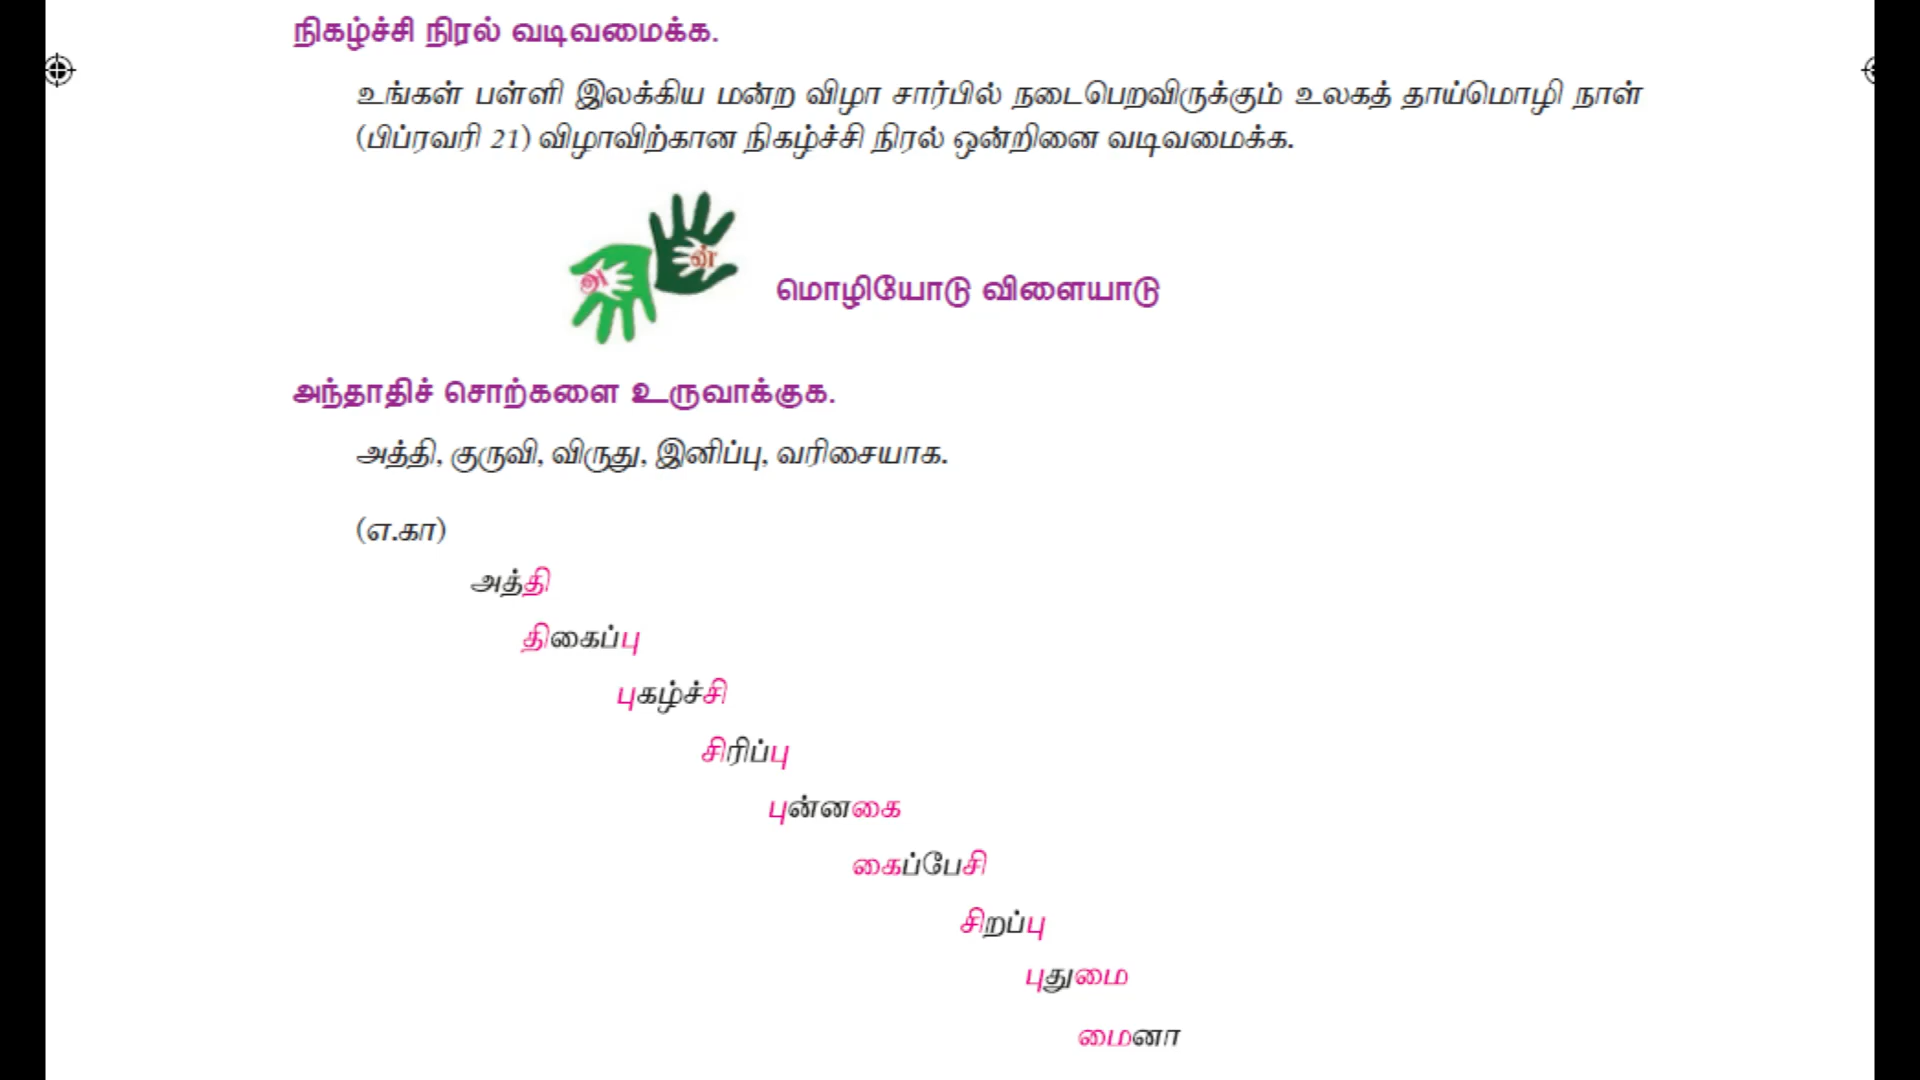 நிகழ்ச்சி நிரல் வடிவமைக்க.
உங்கள் பள்ளி இலக்கிய மன்ற விழா சார்பில் நடைபெறவிருக்கும் உலகத் தாய்மொழி நாள்
(பிப்ரவரி 21) விழாவிற்கான நிகழ்ச்சி நிரல் ஒன்றினை வடிவமைக்க.
அ
ன்
மொழியோடு விளையாடு
அந்தாதிச் சொற்களை உருவாக்குக.
அத்தி, குருவி, விருது, இனிப்பு, வரிசையாக.
(எ.கா)
அத்தி
திகைப்பு
புகழ்ச்சி
சிரிப்பு
புன்னகை
கைப்பேசி
சிறப்பு
புதுமை
மைனா